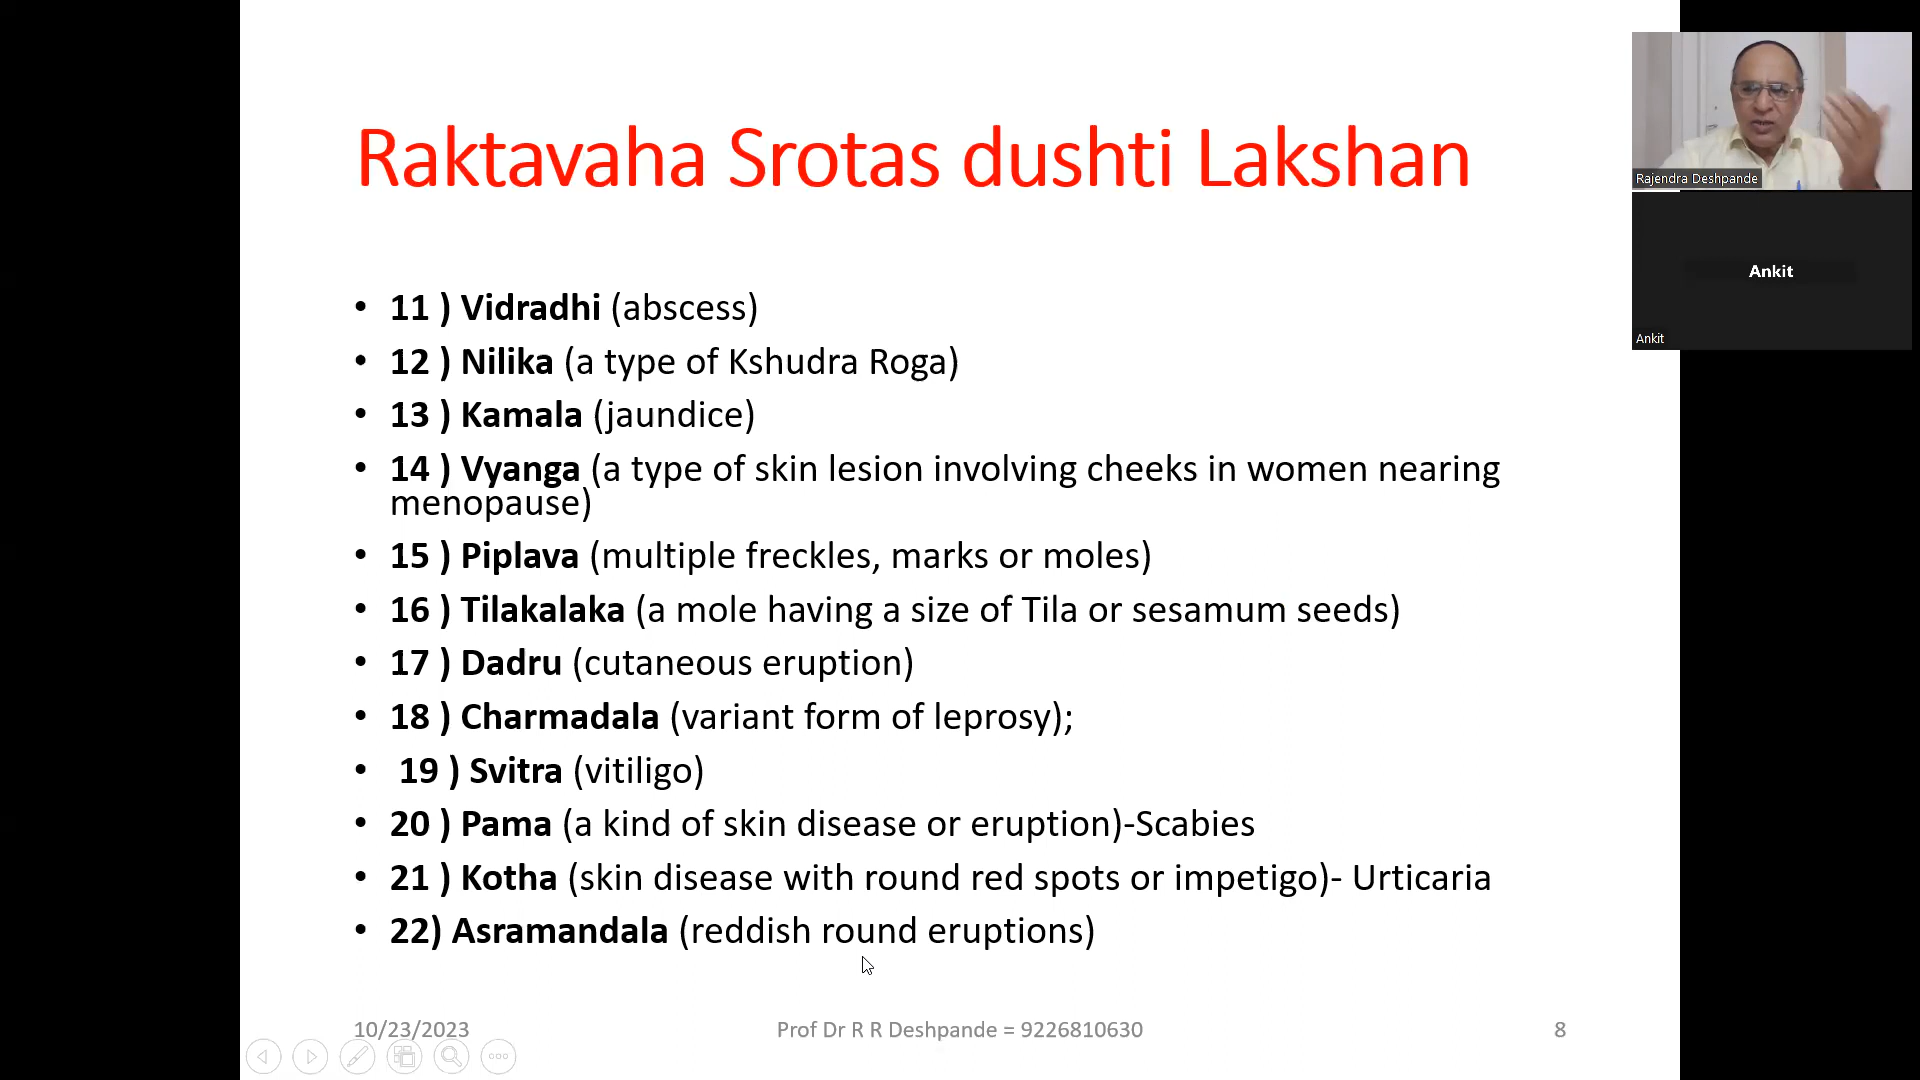 Raktavaha Srotas dushti Lakshan
• 11 ) Vidradhi (abscess)
• 12 ) Nilika (a type of Kshudra Roga)
• 13 ) Kamala (jaundice)
• 14 ) Vyanga (a type of skin lesion involving cheeks in women nearing
menopause)
• 15 ) Piplava (multiple freckles, marks or moles)
• 16 ) Tilakalaka (a mole having a size of Tila or sesamum seeds)
• 17 ) Dadru (cutaneous eruption)
• 18 ) Charmadala (variant form of leprosy);
• 19 ) Svitra (vitiligo)
• 20 ) Pama (a kind of skin disease or eruption)-Scabies
• 21 ) Kotha (skin disease with round red spots or impetigo)- Urticaria
• 22) Asramandala (reddish round eruptions)
10/23/2023
Prof Dr R R Deshpande = 9226810630
8
Rajendra Deshpande
Ankit
Ankit